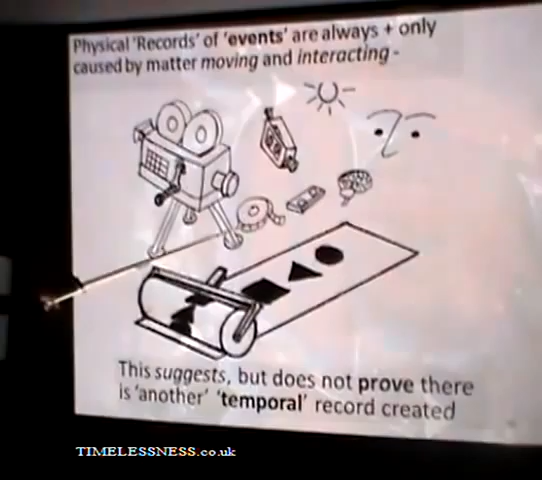 Physical 'Records' of 'events' are always + only
caused by matter moving and interacting -
This suggests, but does not prove there
is 'another' 'temporal' record created
TIMELESSNESS.co.uk